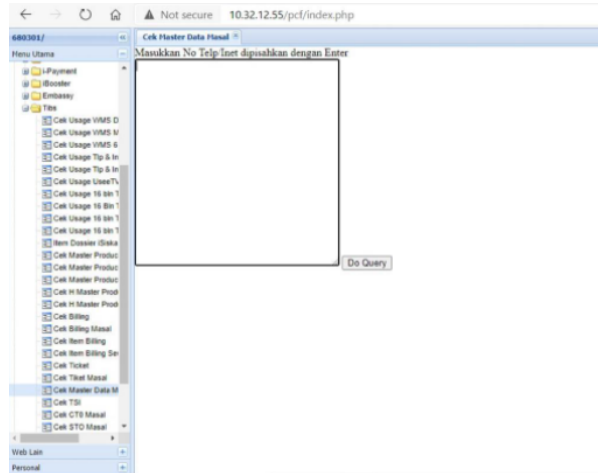 Not secure 10.32.12.55/pcf/index.php
680301/
Cek Master Data Masal
Menu Utama
Masukkan No Telp/Inet dipisahkan dengan Enter
i-Payment
iBooster
Embassy
Tibs
Cek Usage WMS D
Cek Usage WMS M
Cek Usage WMS 6
Cek Usage Tlp & In
Cek Usage Tlp & In
Cek Usage UseeTV
Cek Usage 16 bln T
Cek Usage 16 Bln T
Cek Usage 16 bln T
Cek Usage 16 bln T
Item Dossier iSiska
Cek Master Produc
Cek Master Produc
Cek Master Produc
Cek H Master Prod
Cek H Master Prod
Cek Billing
Cek Billing Masal
Cek Item Billing
Cek Item Billing Se
Cek Ticket
Cek Tiket Masal
Cek Master Data M
Cek TSI
Cek CT0 Masal
Cek STO Masal
Do Query
Web Lain
Personal